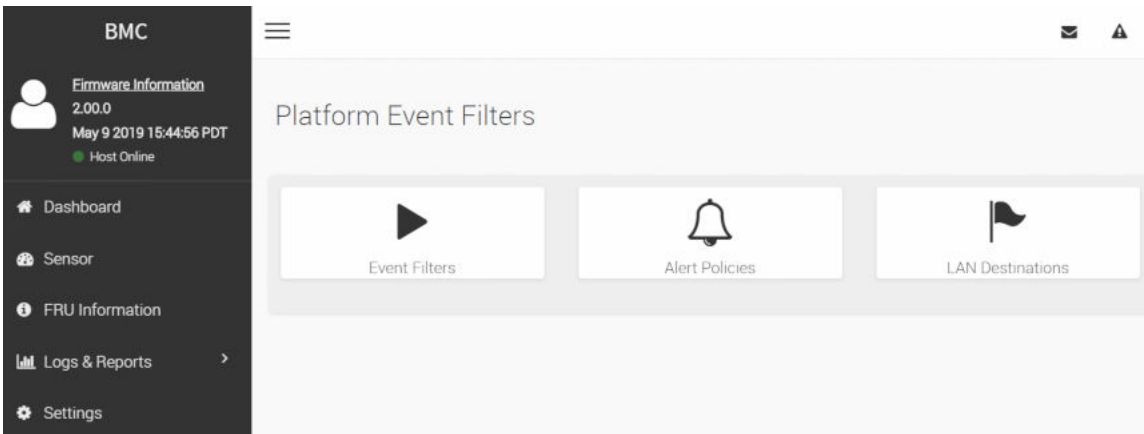 BMC
Firmware Information
2.00.0
May 9 2019 15:44:56 PDT
Host Online
Dashboard
Sensor
FRU Information
Logs & Reports
Settings
Platform Event Filters
Event Filters
Alert Policies
LAN Destinations